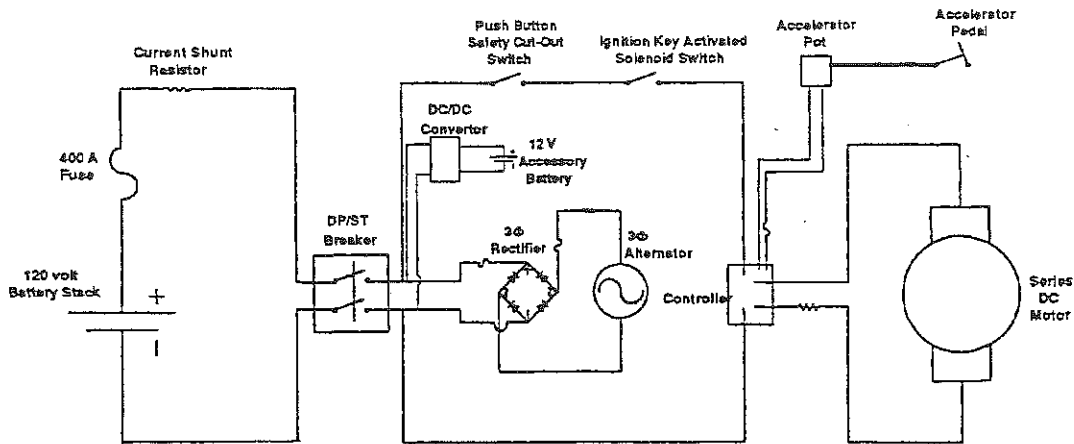 Current Shunt
Resistor
400 A
Fuse
120 volt
Battery Stack
+
DP/ST
Breaker
Push Button
Safety Cut-Out
Switch
Ignition Key Activated
Solenoid Switch
DC/DC
Convertor
12 V
Accessory
Battery
3Φ
Rectifier
3Φ
Alternator
Controller
Accelerator
Pot
Accelerator
Pedal
Series
DC
Motor